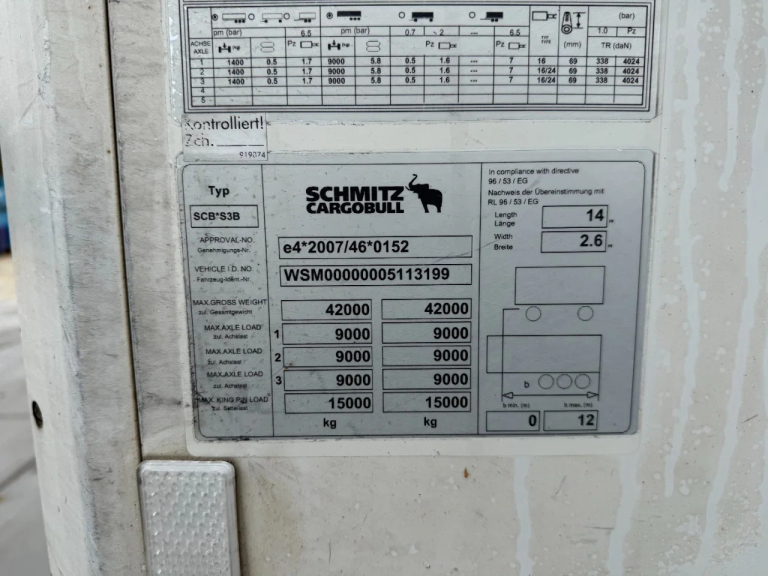 (bar)
pm (bar) 6.5 pm (bar) 0.7 2 ... 6.5 1.0 Pz
ACHSE AXLE Pz Pz Pz TYP TYPE (mm) TR (daN)
1 1400 0.5 1.7 9000 5.8 0.5 1.6 ... 7 16 69 338 4024
2 1400 0.5 1.7 9000 5.8 0.5 1.6 ... 7 16/24 69 338 4024
3 1400 0.5 1.7 9000 5.8 0.5 1.6 ... 7 16/24 69 338 4024
4
5
Kontrolliert!
Zch.
919074
Typ
SCB*S3B
SCHMITZ
CARGOBULL
In compliance with directive
96 / 53 / EG
Nachweis der Übereinstimmung mit
RL 96 / 53 / EG
Length
Länge
14 m
Width
Breite
2.6 m
APPROVAL-NO.
Genehmigungs-Nr.
e4*2007/46*0152
VEHICLE I.D. NO.
Fahrzeug-Ident.-Nr.
WSM00000005113199
MAX.GROSS WEIGHT
zul. Gesamtgewicht
42000 42000
MAX.AXLE LOAD
zul. Achslast
1 9000 9000
MAX.AXLE LOAD
zul. Achslast
2 9000 9000
MAX.AXLE LOAD
zul. Achslast
3 9000 9000
MAX. KING PIN LOAD
zul. Sattellast
15000 15000
kg kg
b
b min. (m) b max. (m)
0 12